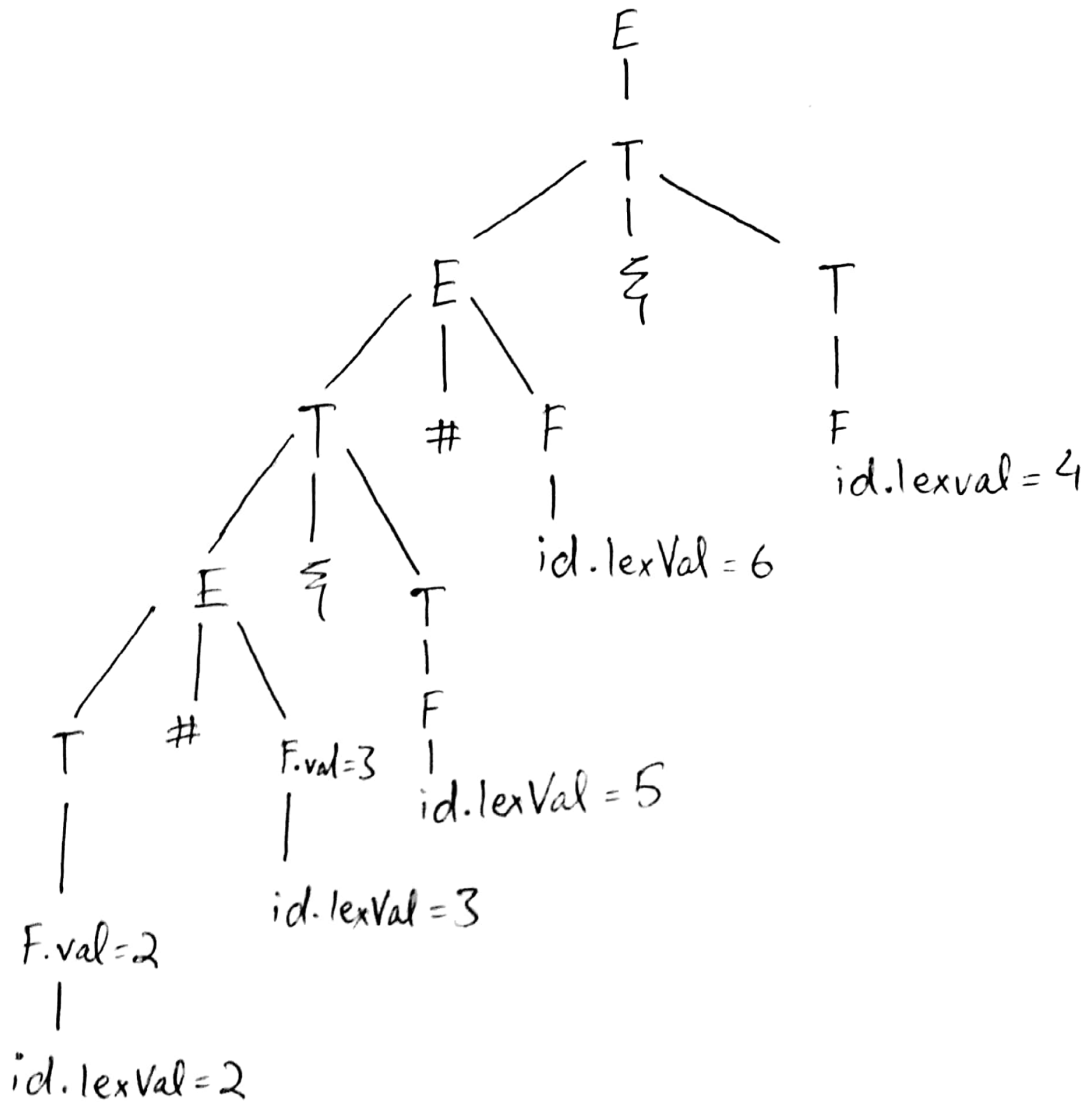 E
T
E & T
T # F F
id.lexval = 4
id.lexVal = 6
E & T
F
T # F.val=3
id.lexVal = 5
id.lexVal = 3
F.val=2
id.lexVal = 2